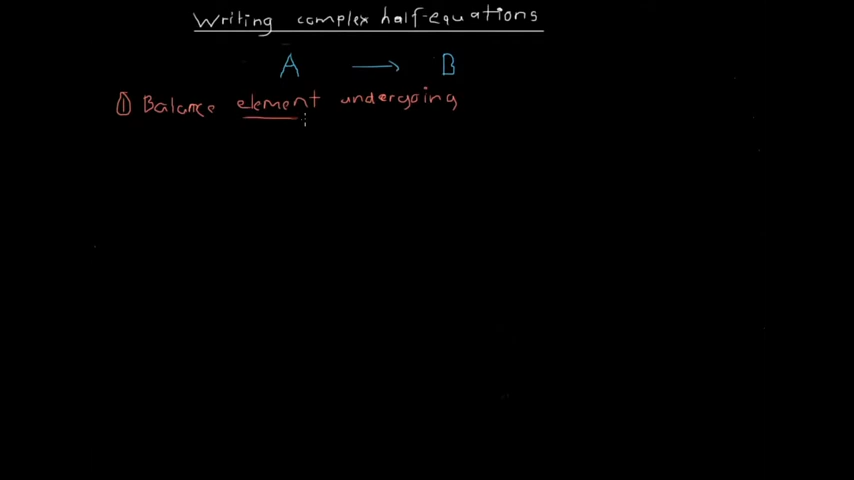 Writing complex half-equations
A → B
① Balance element undergoing